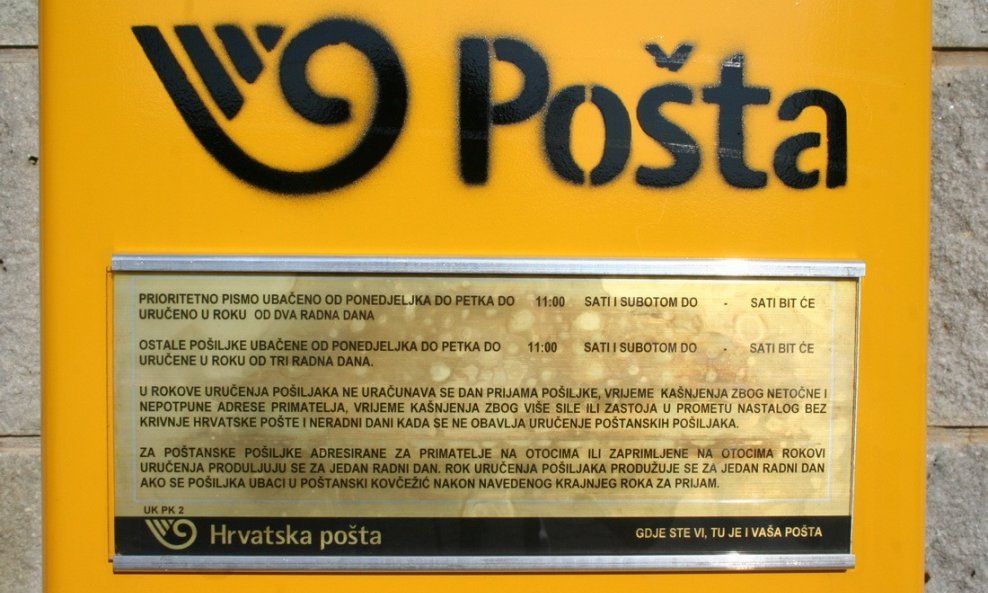 Pošta
PRIORITETNO PISMO UBAČENO OD PONEDJELJKA DO PETKA DO 11:00 SATI I SUBOTOM DO - SATI BIT ĆE
URUČENO U ROKU OD DVA RADNA DANA
OSTALE POŠILJKE UBAČENE OD PONEDJELJKA DO PETKA DO 11:00 SATI I SUBOTOM DO - SATI BIT ĆE
URUČENE U ROKU OD TRI RADNA DANA.
U ROKOVE URUČENJA POŠILJAKA NE URAČUNAVA SE DAN PRIJAMA POŠILJKE, VRIJEME KAŠNJENJA ZBOG NETOČNE I
NEPOTPUNE ADRESE PRIMATELJA, VRIJEME KAŠNJENJA ZBOG VIŠE SILE ILI ZASTOJA U PROMETU NASTALOG BEZ
KRIVNJE HRVATSKE POŠTE I NERADNI DANI KADA SE NE OBAVLJA URUČENJE POŠTANSKIH POŠILJAKA.
ZA POŠTANSKE POŠILJKE ADRESIRANE ZA PRIMATELJE NA OTOCIMA ILI ZAPRIMLJENE NA OTOCIMA ROKOVI
URUČENJA PRODULJUJU SE ZA JEDAN RADNI DAN. ROK URUČENJA POŠILJAKA PRODUŽUJE SE ZA JEDAN RADNI DAN
AKO SE POŠILJKA UBACI U POŠTANSKI KOVČEŽIĆ NAKON NAVEDENOG KRAJNJEG ROKA ZA PRIJAM.
UK PK 2
Hrvatska pošta GDJE STE VI, TU JE I VAŠA POŠTA